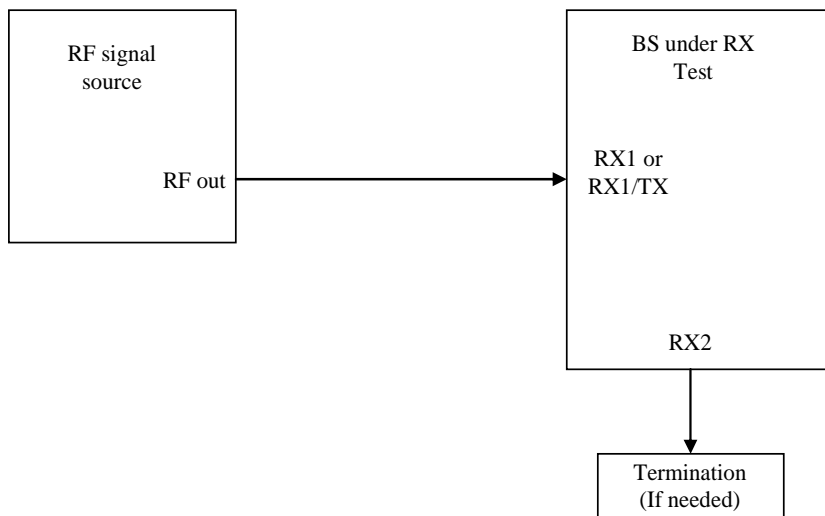 RF signal
source
RF out
BS under RX
Test
RX1 or
RX1/TX
RX2
Termination
(If needed)